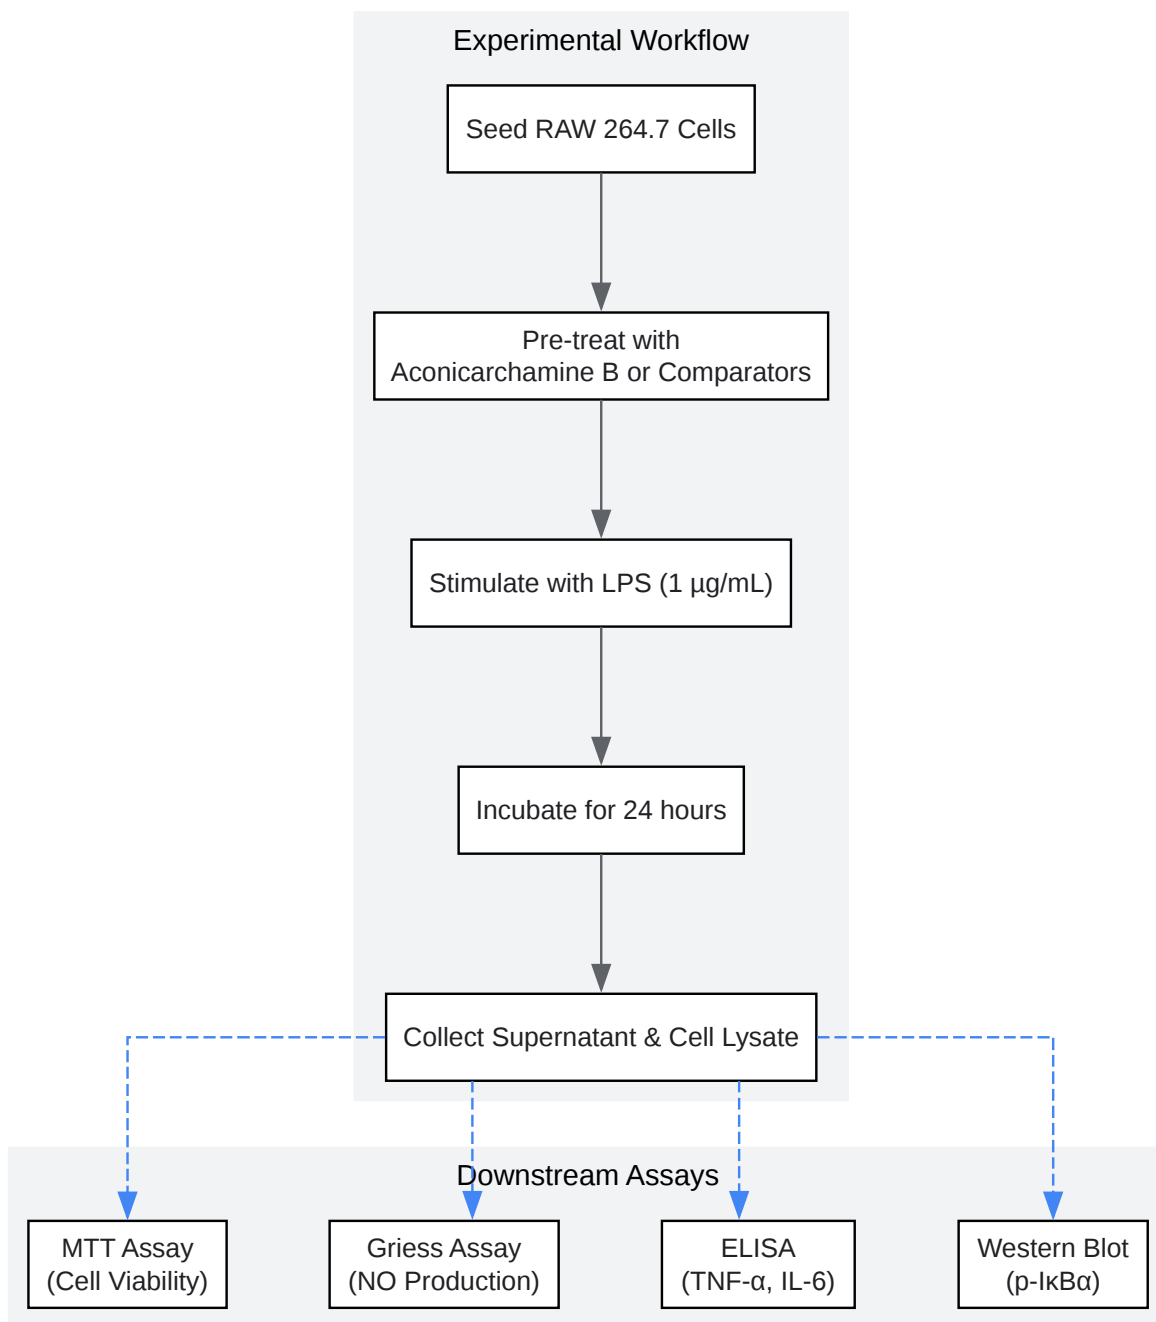 Experimental Workflow
Seed RAW 264.7 Cells
Pre-treat with
Aconicarchamine B or Comparators
Stimulate with LPS (1 µg/mL)
Incubate for 24 hours
Collect Supernatant & Cell Lysate
Downstream Assays
MTT Assay
(Cell Viability)
Griess Assay
(NO Production)
ELISA
(TNF-α, IL-6)
Western Blot
(p-IκBα)